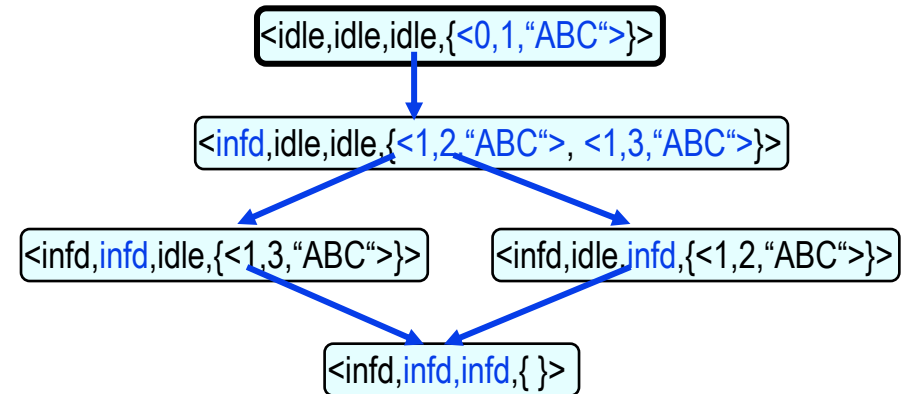 <idle,idle,idle,{<0,1,“ABC“>}>
<infd,idle,idle,{<1,2,“ABC“>, <1,3,“ABC“>}>
<infd,infd,idle,{<1,3,“ABC“>}>
<infd,idle,infd,{<1,2,“ABC“>}>
<infd,infd,infd,{ }>